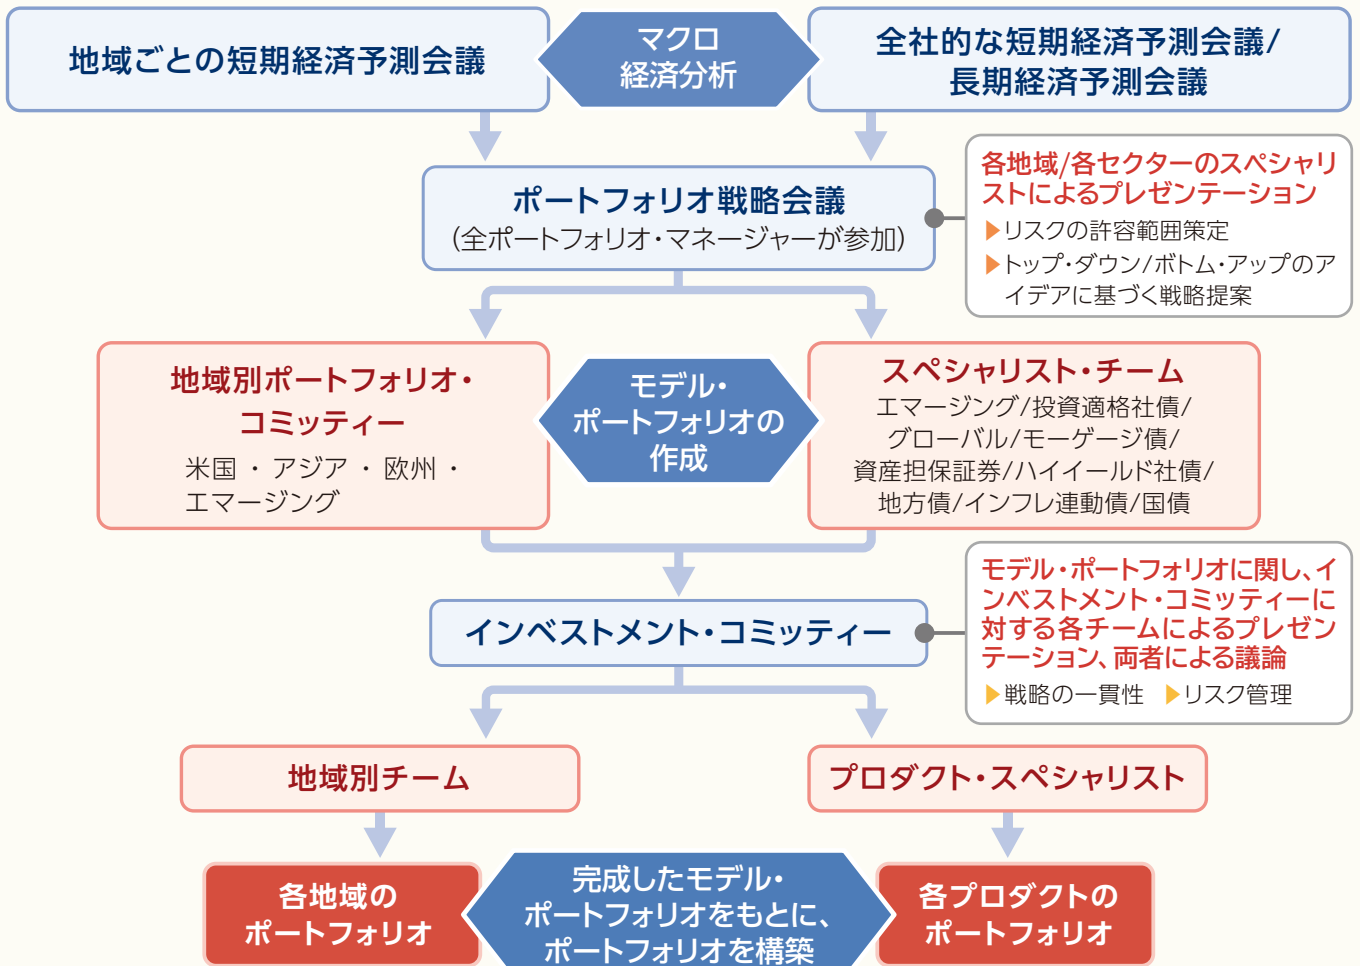 地域ごとの短期経済予測会議
マクロ
経済分析
全社的な短期経済予測会議/
長期経済予測会議
ポートフォリオ戦略会議
(全ポートフォリオ・マネージャーが参加)
各地域/各セクターのスペシャリ
ストによるプレゼンテーション
▶リスクの許容範囲策定
▶トップ・ダウン/ボトム・アップのア
イデアに基づく戦略提案
地域別ポートフォリオ・
コミッティー
米国 ・ アジア ・ 欧州 ・
エマージング
モデル・
ポートフォリオの
作成
スペシャリスト・チーム
エマージング/投資適格社債/
グローバル/モーゲージ債/
資産担保証券/ハイイールド社債/
地方債/インフレ連動債/国債
インベストメント・コミッティー
モデル・ポートフォリオに関し、イ
ンベストメント・コミッティーに
対する各チームによるプレゼン
テーション、両者による議論
▶戦略の一貫性 ▶リスク管理
地域別チーム
プロダクト・スペシャリスト
各地域の
ポートフォリオ
完成したモデル・
ポートフォリオをもとに、
ポートフォリオを構築
各プロダクトの
ポートフォリオ